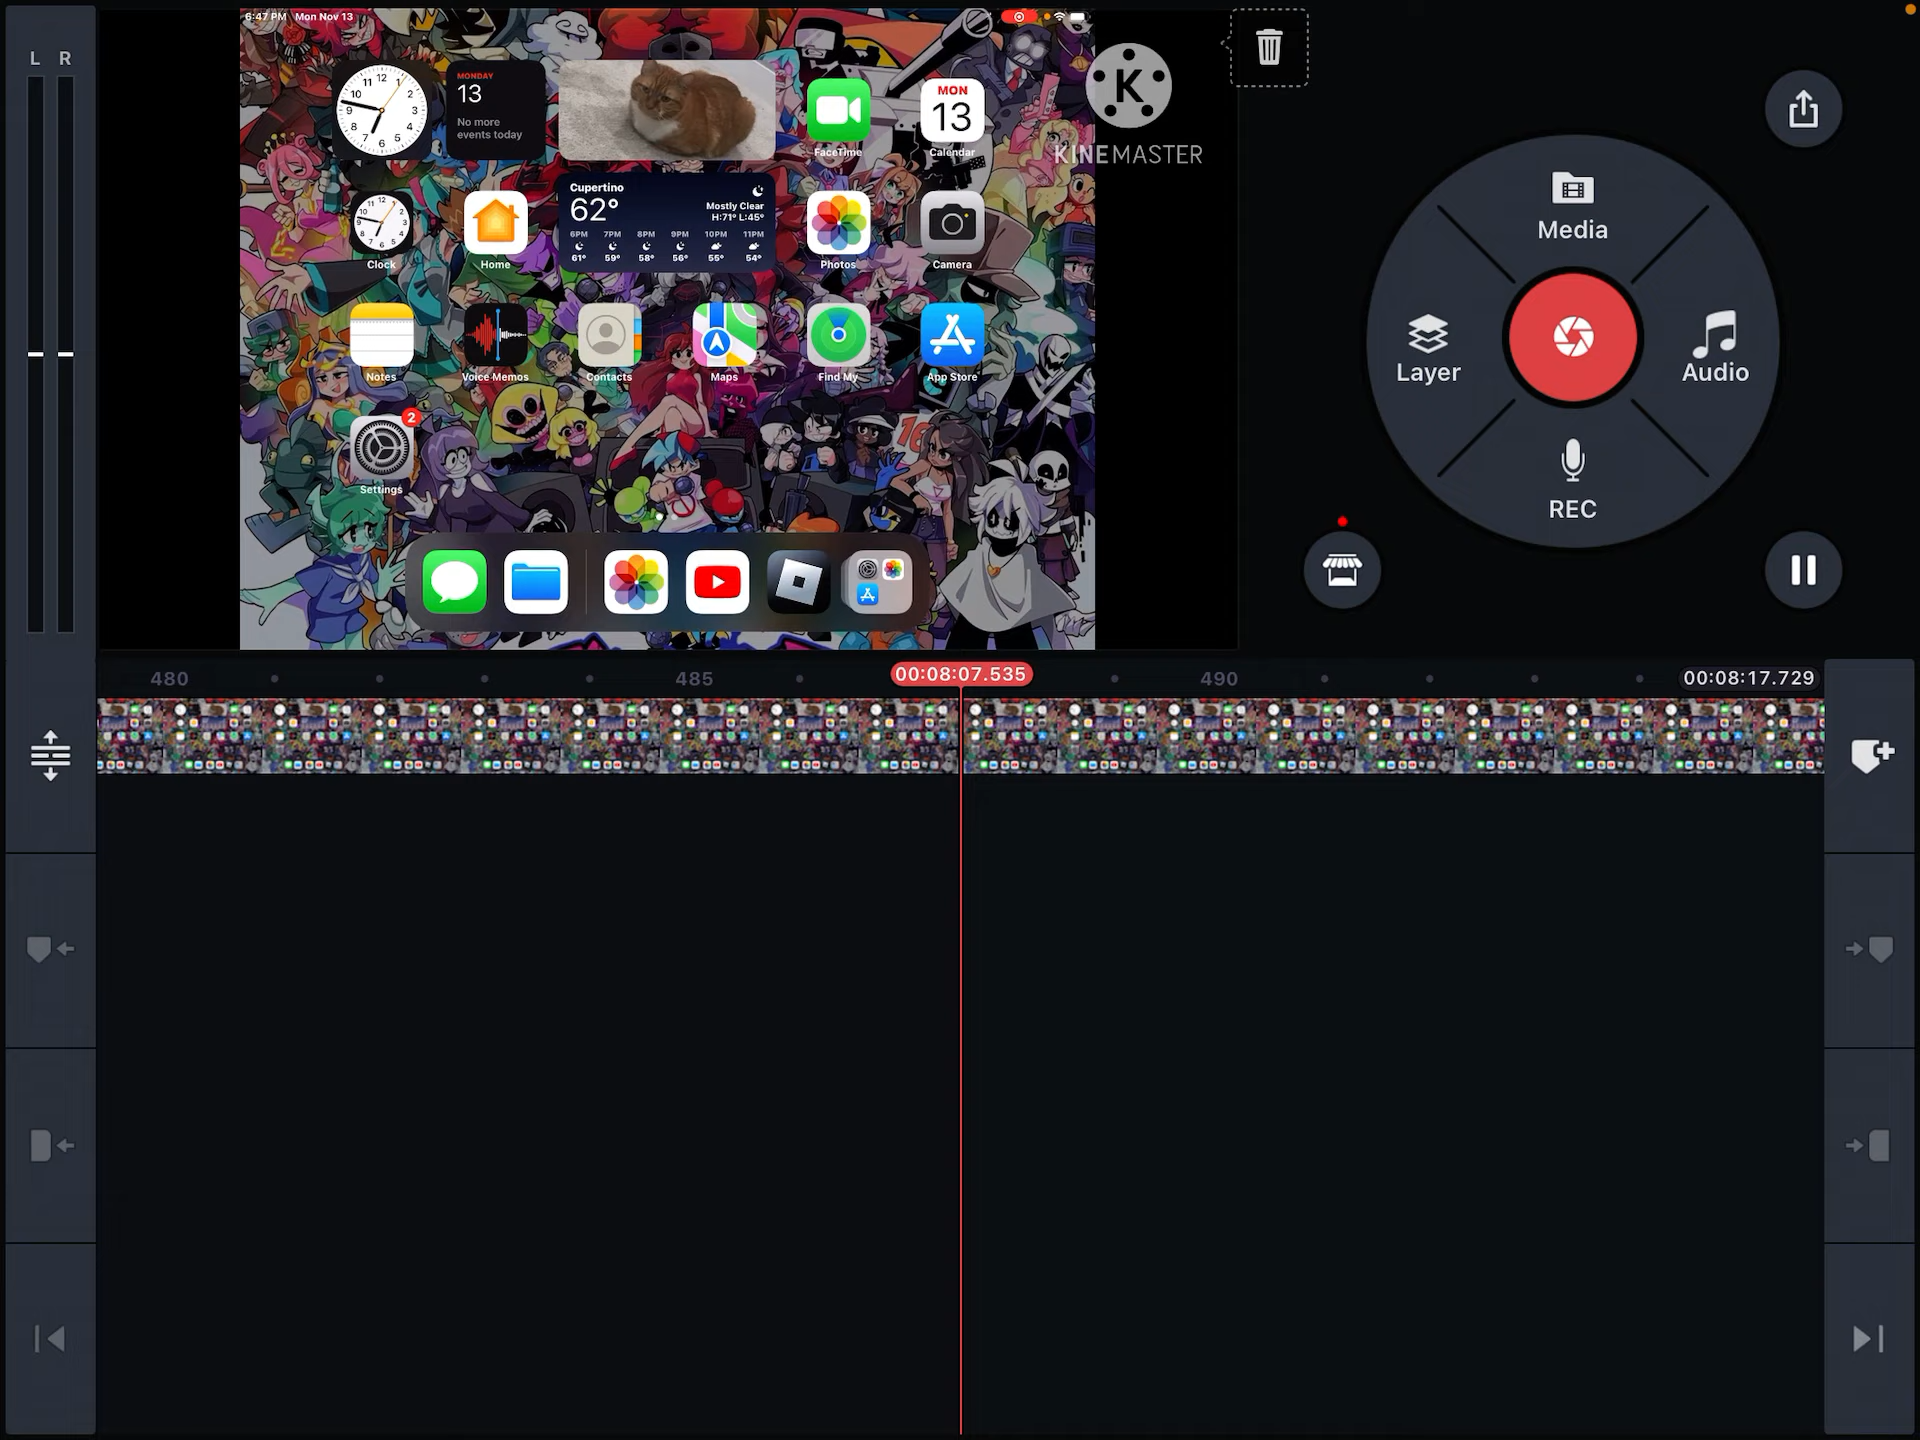 L R
6:47 PM Mon Nov 13
MONDAY
13
No more
events today
FaceTime
MON
13
Calendar
K
KINEMASTER
Cupertino
62°
Mostly Clear
H:71° L:45°
6PM 7PM 8PM 9PM 10PM 11PM
61° 59° 58° 56° 55° 54°
Clock
Home
Photos
Camera
Notes
Voice Memos
Contacts
Maps
Find My
App Store
2
Settings
Media
Layer
Audio
REC
480
485
00:08:07.535
490
00:08:17.729